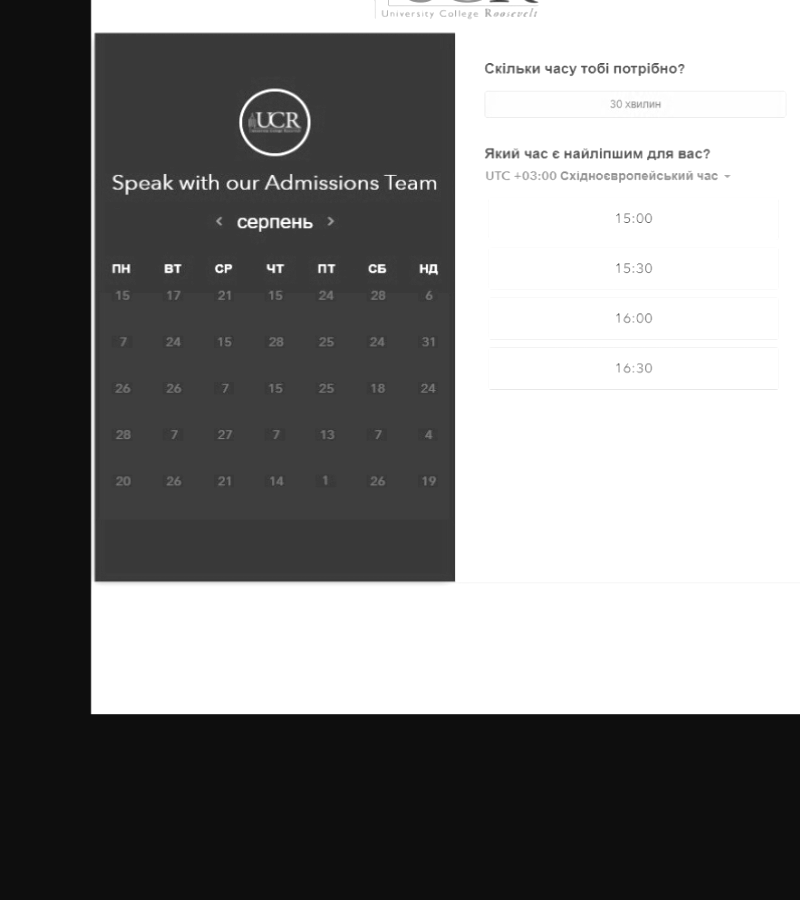 University College Roosevelt
UCR
Speak with our Admissions Team
‹ серпень ›
ПН ВТ СР ЧТ ПТ СБ НД
15 17 21 15 24 28 6
7 24 15 28 25 24 31
26 26 7 15 25 18 24
28 7 27 7 13 7 4
20 26 21 14 1 26 19
Скільки часу тобі потрібно?
30 хвилин
Який час є найліпшим для вас?
UTC +03:00 Східноєвропейський час
15:00
15:30
16:00
16:30